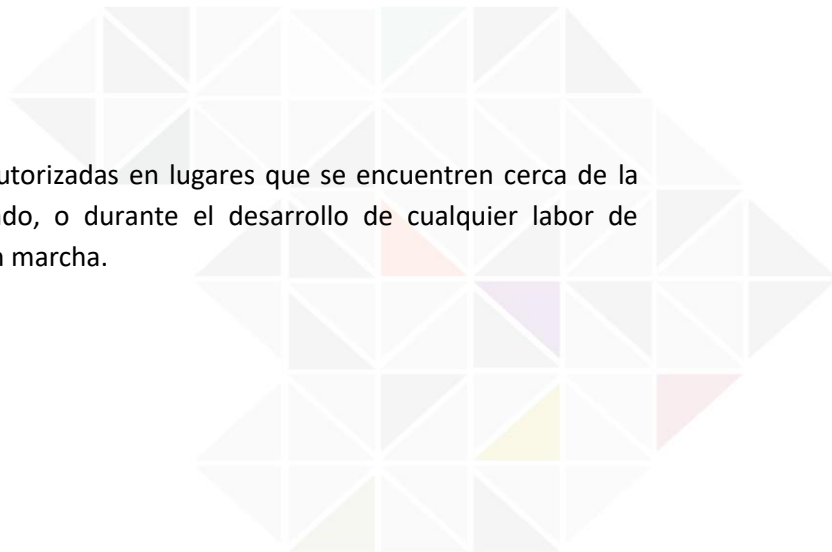 utorizadas en lugares que se encuentren cerca de la
do, o durante el desarrollo de cualquier labor de
marcha.